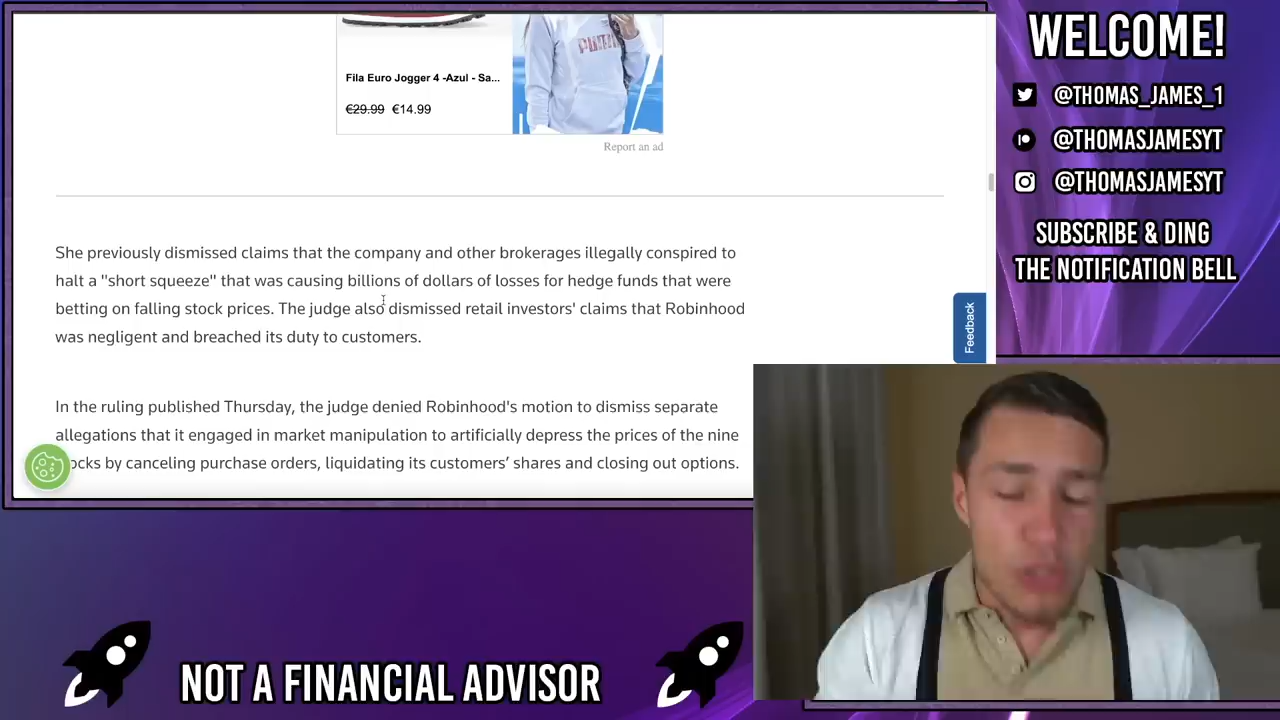 PUMA
Fila Euro Jogger 4 -Azul - Sa...
€29.99 €14.99
Report an ad
She previously dismissed claims that the company and other brokerages illegally conspired to
halt a "short squeeze" that was causing billions of dollars of losses for hedge funds that were
betting on falling stock prices. The judge also dismissed retail investors' claims that Robinhood
was negligent and breached its duty to customers.
In the ruling published Thursday, the judge denied Robinhood's motion to dismiss separate
allegations that it engaged in market manipulation to artificially depress the prices of the nine
ocks by canceling purchase orders, liquidating its customers’ shares and closing out options.
Feedback
WELCOME!
@THOMAS_JAMES_1
@THOMASJAMESYT
@THOMASJAMESYT
SUBSCRIBE & DING
THE NOTIFICATION BELL
NOT A FINANCIAL ADVISOR